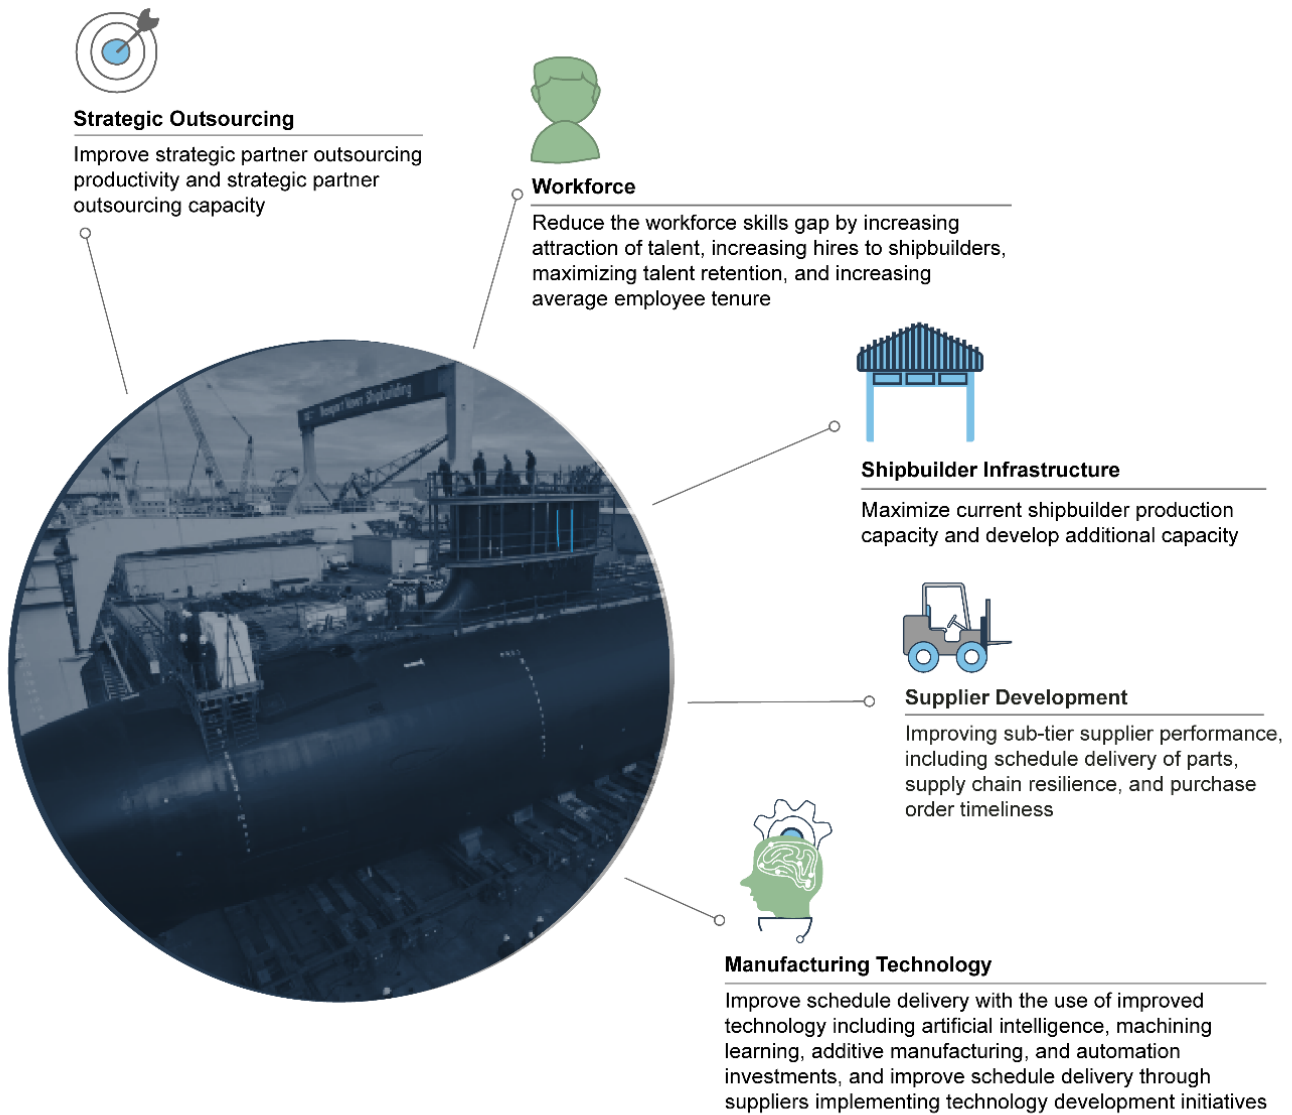 Strategic Outsourcing
Improve strategic partner outsourcing
productivity and strategic partner
outsourcing capacity
Workforce
Reduce the workforce skills gap by increasing
attraction of talent, increasing hires to shipbuilders,
maximizing talent retention, and increasing
average employee tenure
Newport News Shipbuilding
Shipbuilder Infrastructure
Maximize current shipbuilder production
capacity and develop additional capacity
Supplier Development
Improving sub-tier supplier performance,
including schedule delivery of parts,
supply chain resilience, and purchase
order timeliness
Manufacturing Technology
Improve schedule delivery with the use of improved
technology including artificial intelligence, machining
learning, additive manufacturing, and automation
investments, and improve schedule delivery through
suppliers implementing technology development initiatives